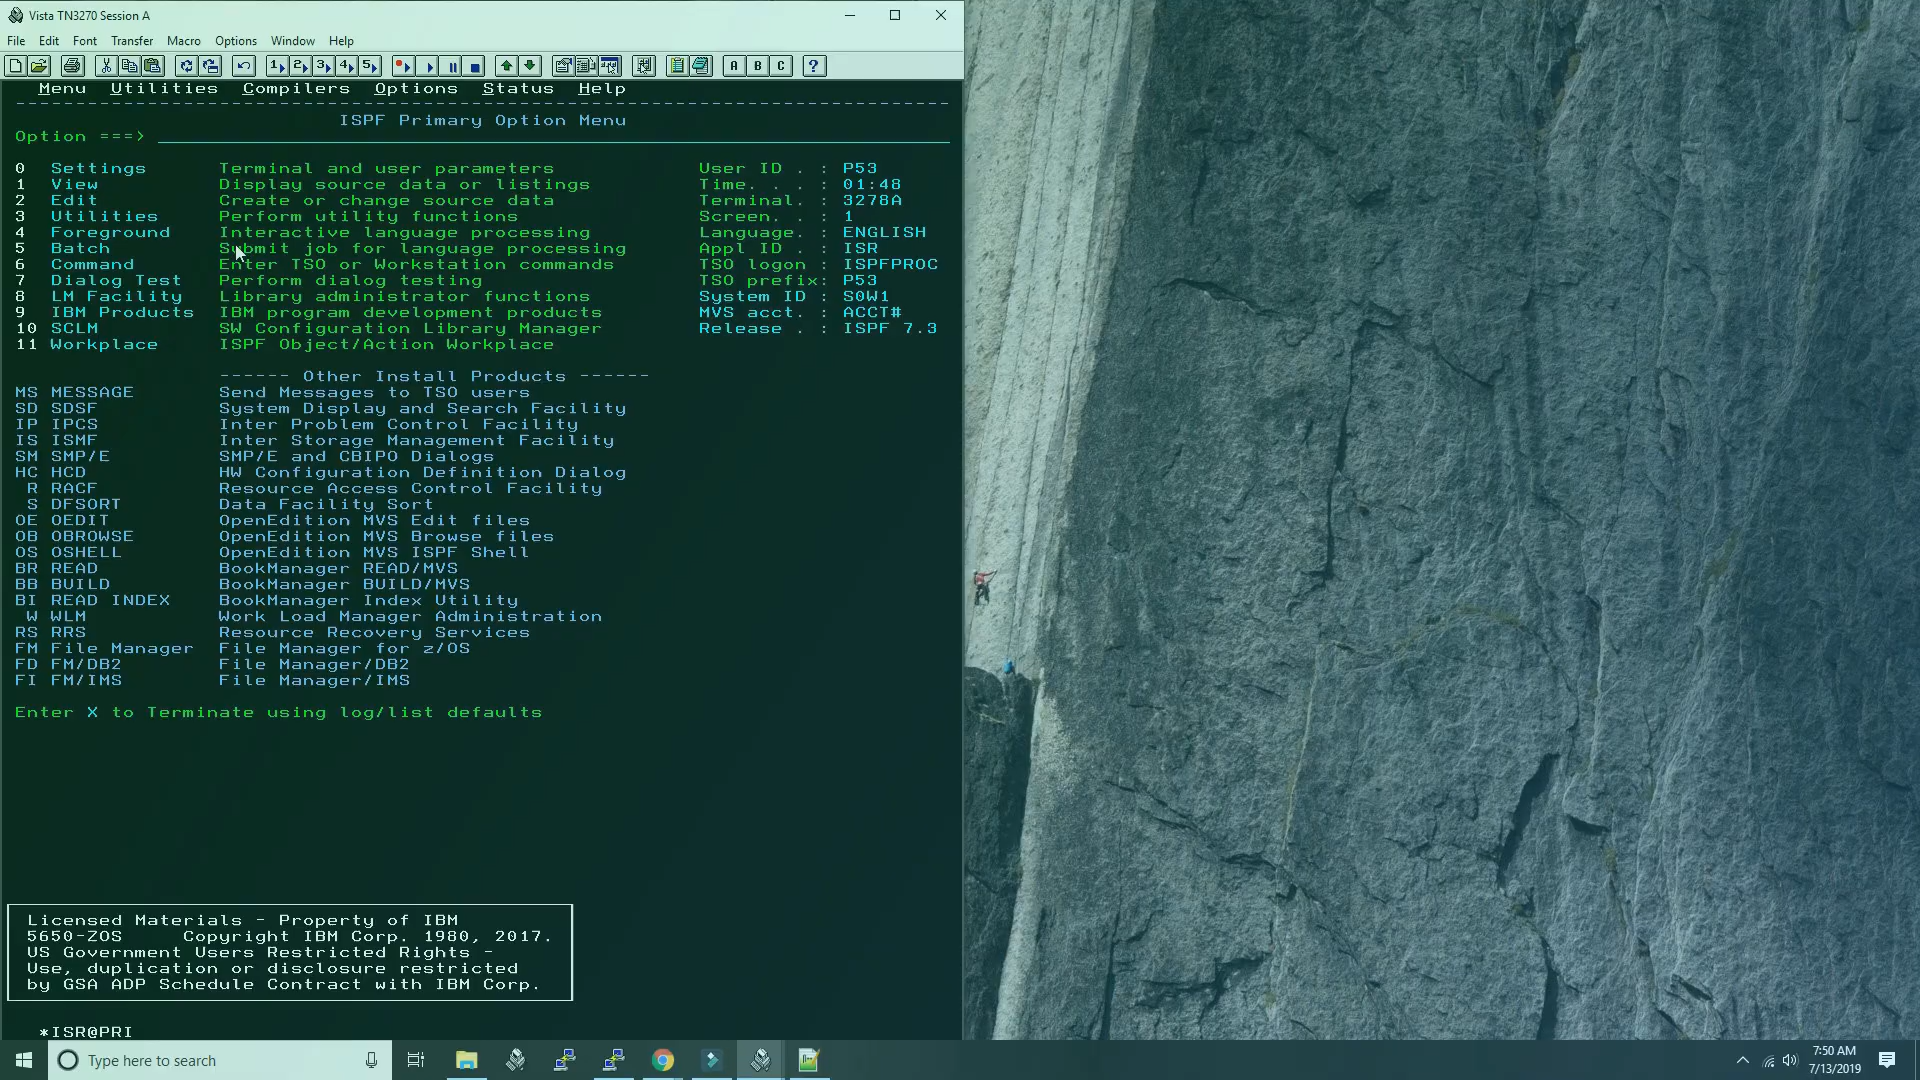 Vista TN3270 Session A
File Edit Font Transfer Macro Options Window Help
1 2 3 4 5 A B C ?
Menu Utilities Compilers Options Status Help
ISPF Primary Option Menu
Option ===>
0 Settings Terminal and user parameters User ID . : P53
1 View Display source data or listings Time. . . : 01:48
2 Edit Create or change source data Terminal. : 3278A
3 Utilities Perform utility functions Screen. . : 1
4 Foreground Interactive language processing Language. : ENGLISH
5 Batch Submit job for language processing Appl ID . : ISR
6 Command Enter TSO or Workstation commands TSO logon : ISPFPROC
7 Dialog Test Perform dialog testing TSO prefix: P53
8 LM Facility Library administrator functions System ID : S0W1
9 IBM Products IBM program development products MVS acct. : ACCT#
10 SCLM SW Configuration Library Manager Release . : ISPF 7.3
11 Workplace ISPF Object/Action Workplace
------ Other Install Products ------
MS MESSAGE Send Messages to TSO users
SD SDSF System Display and Search Facility
IP IPCS Inter Problem Control Facility
IS ISMF Inter Storage Management Facility
SM SMP/E SMP/E and CBIPO Dialogs
HC HCD HW Configuration Definition Dialog
R RACF Resource Access Control Facility
S DFSORT Data Facility Sort
OE OEDIT OpenEdition MVS Edit files
OB OBROWSE OpenEdition MVS Browse files
OS OSHELL OpenEdition MVS ISPF Shell
BR READ BookManager READ/MVS
BB BUILD BookManager BUILD/MVS
BI READ INDEX BookManager Index Utility
W WLM Work Load Manager Administration
RS RRS Resource Recovery Services
FM File Manager File Manager for z/OS
FD FM/DB2 File Manager/DB2
FI FM/IMS File Manager/IMS
Enter X to Terminate using log/list defaults
Licensed Materials - Property of IBM
5650-ZOS Copyright IBM Corp. 1980, 2017.
US Government Users Restricted Rights -
Use, duplication or disclosure restricted
by GSA ADP Schedule Contract with IBM Corp.
*ISR@PRI
Type here to search
7:50 AM
7/13/2019